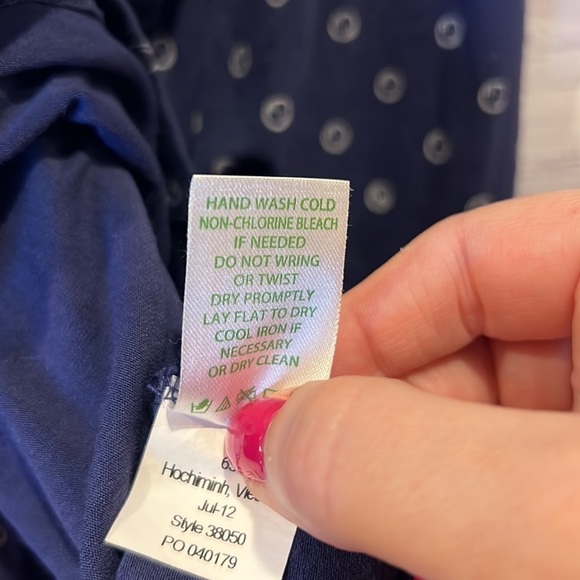 HAND WASH COLD
NON-CHLORINE BLEACH
IF NEEDED
DO NOT WRING
OR TWIST
DRY PROMPTLY
LAY FLAT TO DRY
COOL IRON IF
NECESSARY
OR DRY CLEAN
Hochiminh,
Jul-12
Style 38050
PO 040179